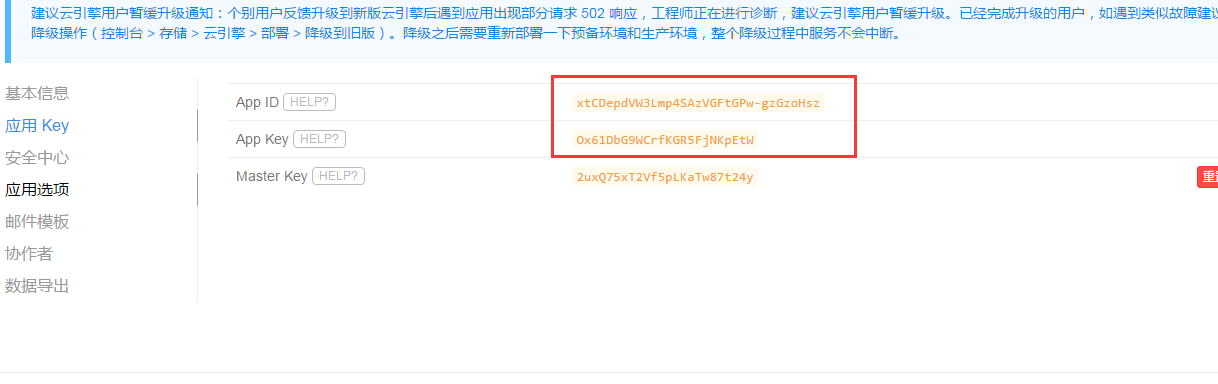 建议云引擎用户暂缓升级通知：个别用户反馈升级到新版云引擎后遇到应用出现部分请求 502 响应，工程师正在进行诊断，建议云引擎用户暂缓升级。已经完成升级的用户，如遇到类似故障建议
降级操作（控制台 > 存储 > 云引擎 > 部署 > 降级到旧版）。降级之后需要重新部署一下预备环境和生产环境，整个降级过程中服务不会中断。
基本信息
应用 Key
安全中心
应用选项
邮件模板
协作者
数据导出
App ID HELP? xtCDepdVW3Lmp4SAzVGFtGPw-gzGzoHsz
App Key HELP? Ox61DbG9WCrfKGR5FjNKpEtW
Master Key HELP? 2uxQ75xT2Vf5pLKaTw87t24y
重